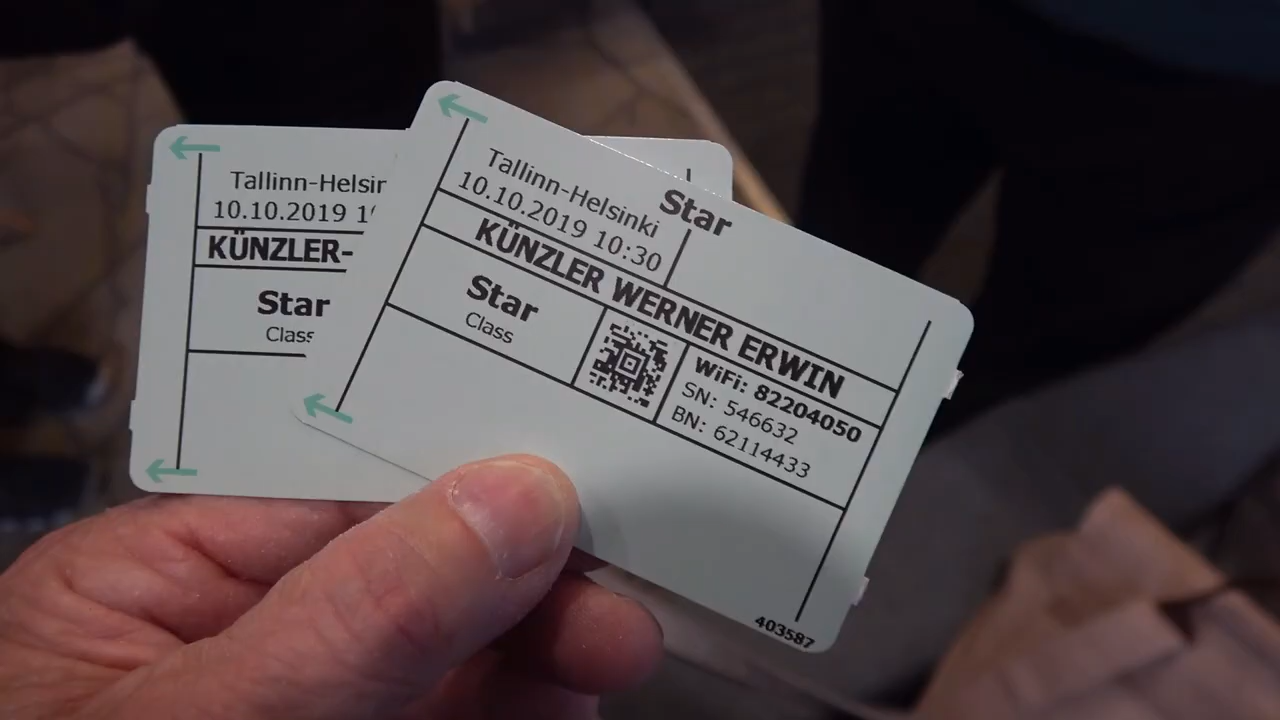 Tallinn-Helsin
10.10.2019 1
KÜNZLER-
Star
Class
Tallinn-Helsinki
10.10.2019 10:30
Star
KÜNZLER WERNER ERWIN
Star
Class
WiFi: 82204050
SN: 546632
BN: 62114433
403587